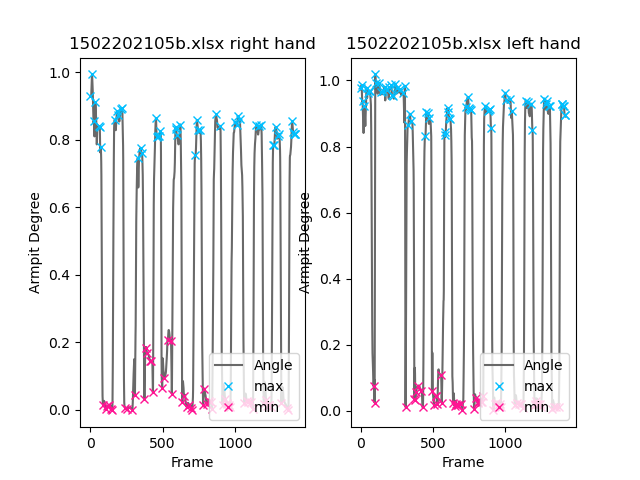 1502202105b.xlsx right hand
1.0
0.8
0.6
0.4
0.2
0.0
Armpit Degree
0
500
1000
Frame
Angle
max
min
1502202105b.xlsx left hand
1.0
0.8
0.6
0.4
0.2
0.0
Armpit Degree
0
500
1000
Frame
Angle
max
min